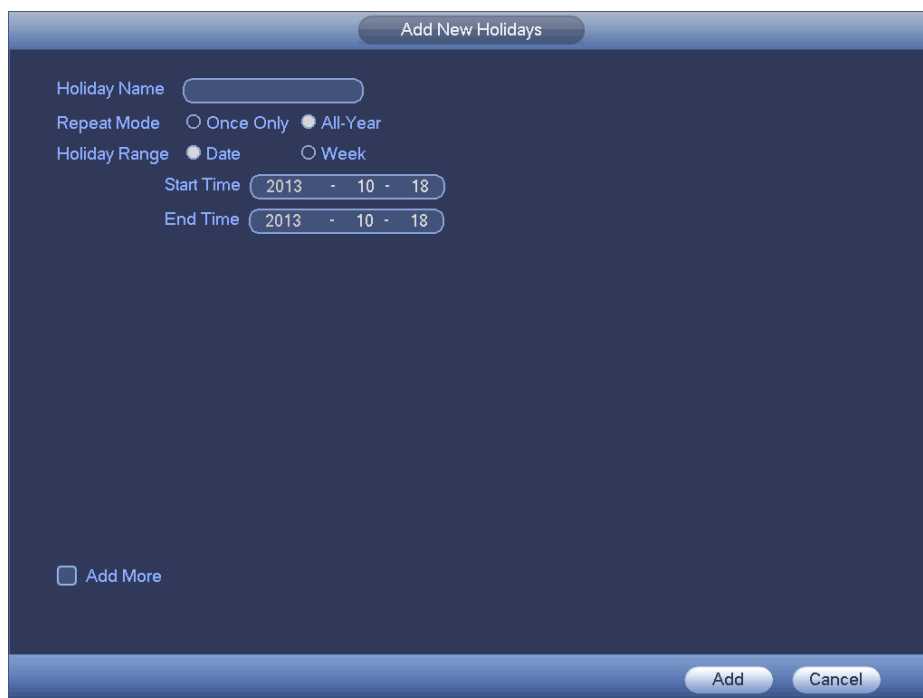 Add New Holidays
Holiday Name
Repeat Mode Once Only All-Year
Holiday Range Date Week
Start Time 2013 - 10 - 18
End Time 2013 - 10 - 18
Add More
Add Cancel